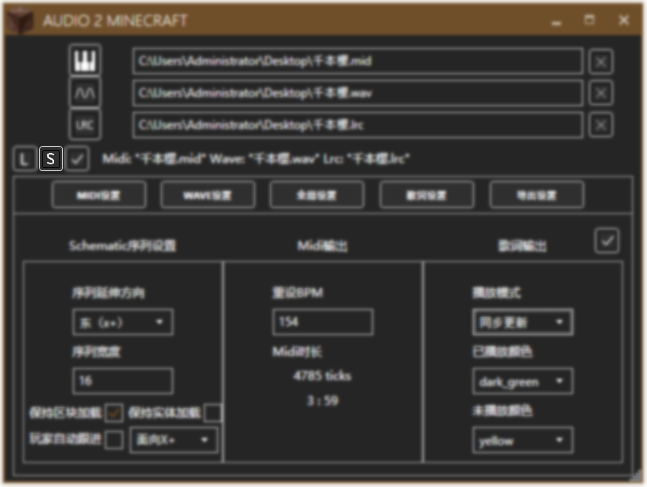 AUDIO 2 MINECRAFT
C:\Users\Administrator\Desktop\千本樱.mid
C:\Users\Administrator\Desktop\千本樱.wav
C:\Users\Administrator\Desktop\千本樱.lrc
LRC
L S Midi: "千本樱.mid" Wave: "千本樱.wav" Lrc: "千本樱.lrc"
MIDI设置 WAVE设置 全局设置 歌词设置 导出设置
Schematic序列设置 Midi输出 歌词输出
序列延伸方向 重设BPM 播放模式
东（x+） 154 同步更新
序列宽度 Midi时长 已播放颜色
16 4785 ticks dark_green
3 : 59
保持区块加载 保持实体加载 未播放颜色
玩家自动跟进 面向X+ yellow